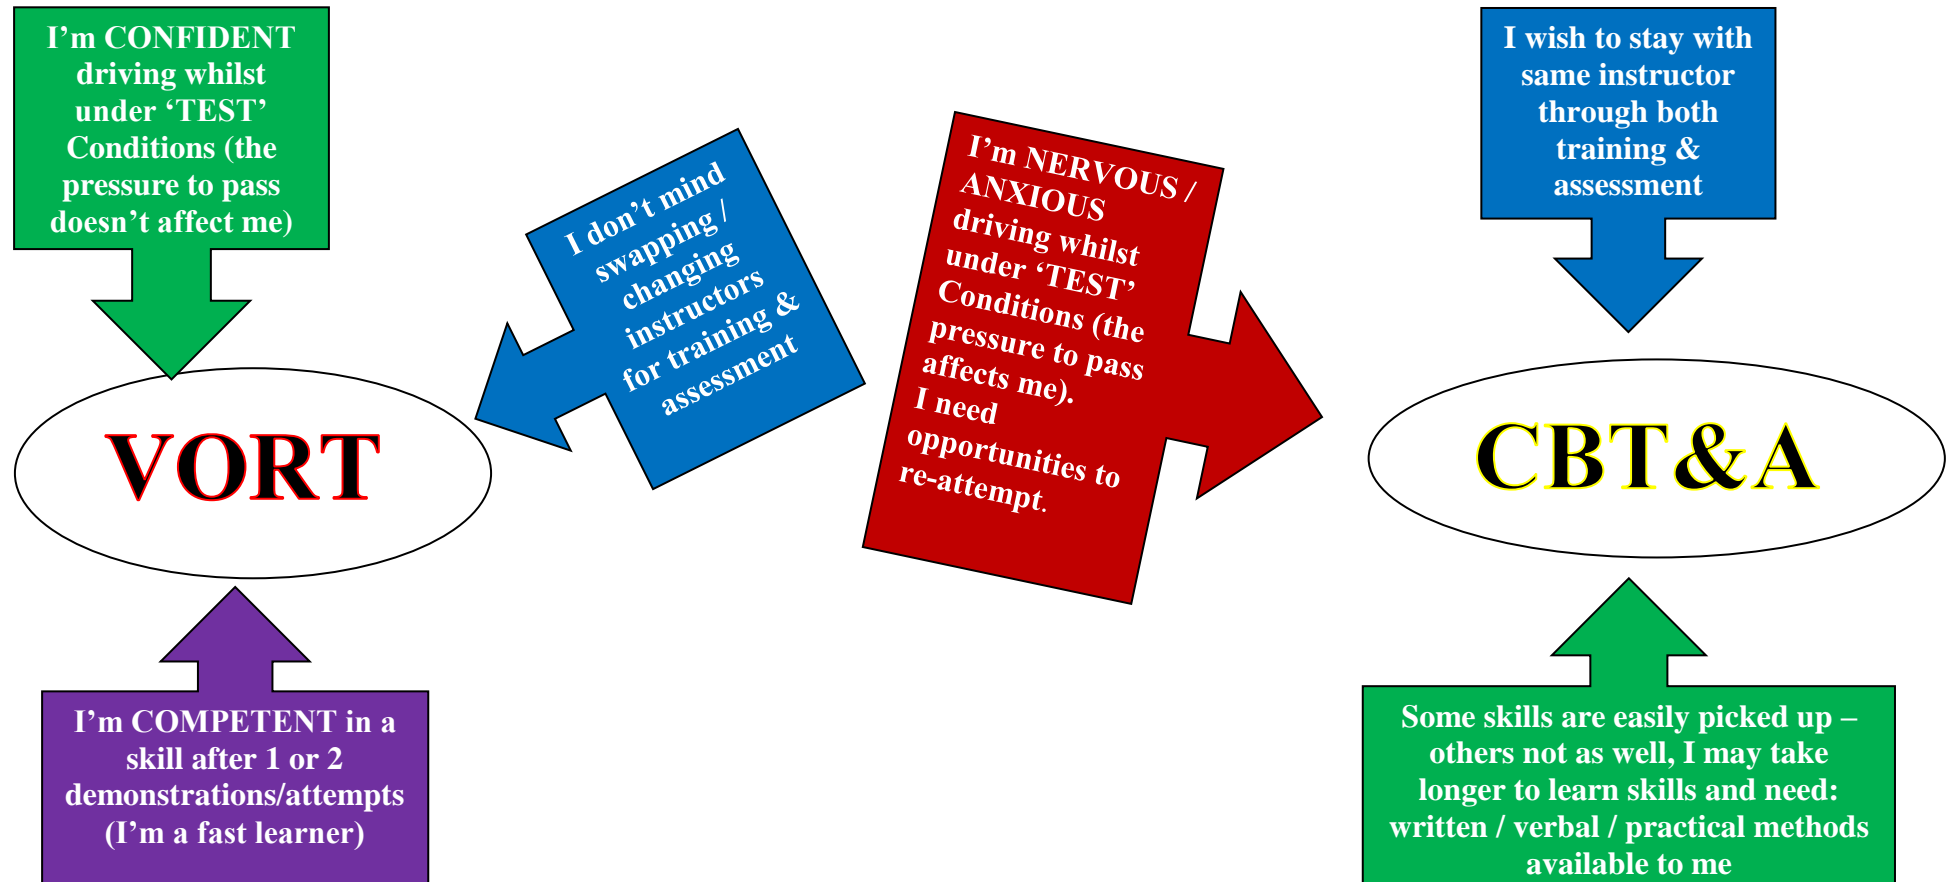 I’m CONFIDENT
driving whilst
under ‘TEST’
Conditions (the
pressure to pass
doesn’t affect me)
I don’t mind
swapping /
changing
instructors
for training &
assessment
I’m NERVOUS /
ANXIOUS
driving whilst
under ‘TEST’
Conditions (the
pressure to pass
affects me).
I need
opportunities to
re-attempt.
I wish to stay with
same instructor
through both
training &
assessment
VORT
CBT&A
I’m COMPETENT in a
skill after 1 or 2
demonstrations/attempts
(I’m a fast learner)
Some skills are easily picked up –
others not as well, I may take
longer to learn skills and need:
written / verbal / practical methods
available to me